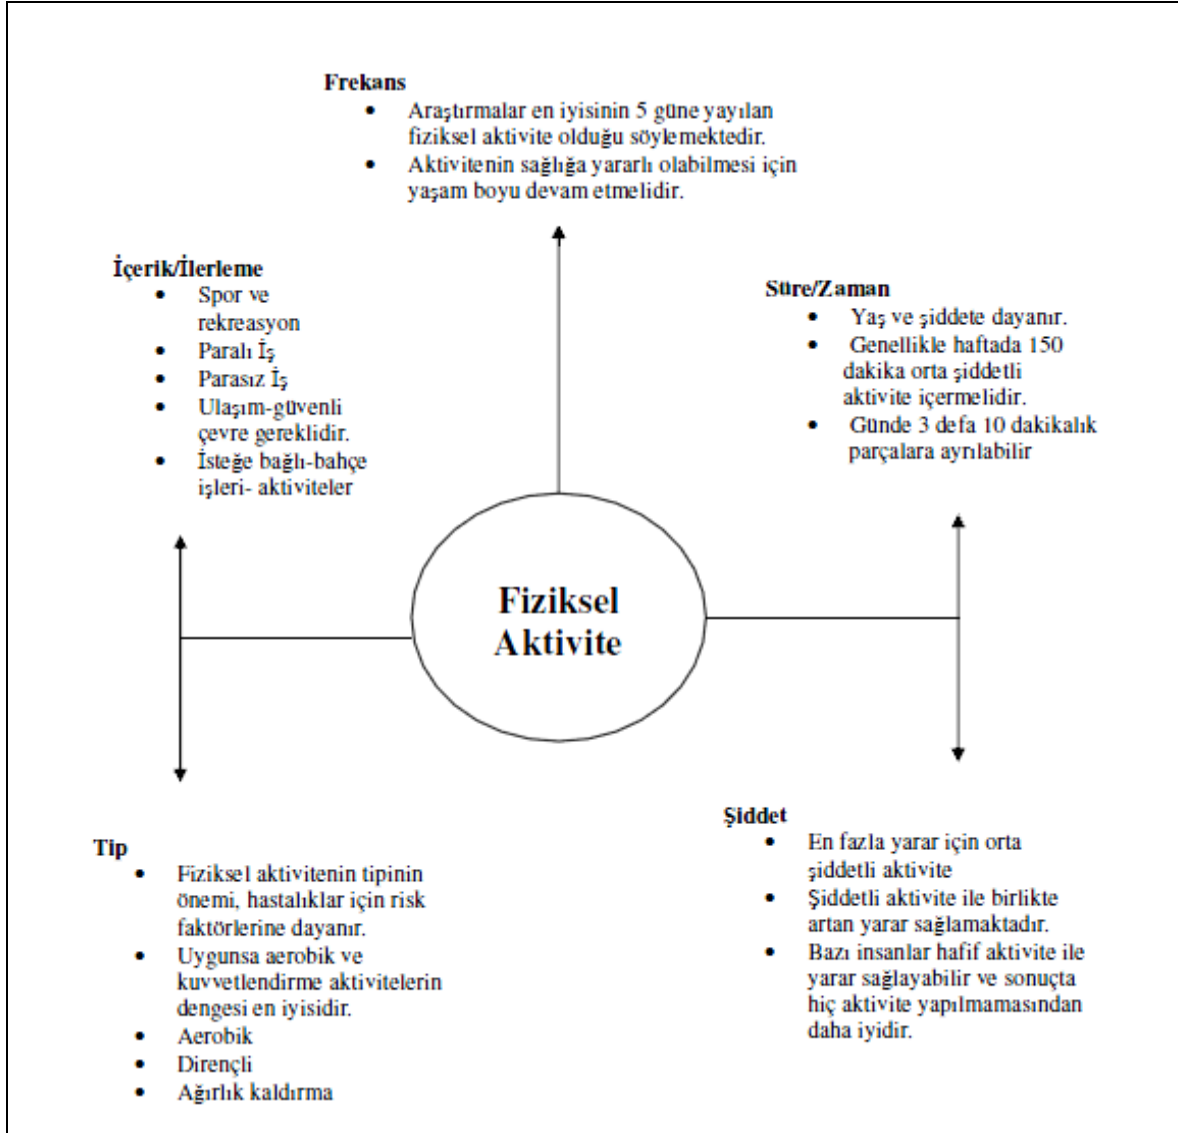 Frekans
• Araştırmalar en iyisinin 5 güne yayılan
fiziksel aktivite olduğu söylemektedir.
• Aktivitenin sağlığa yararlı olabilmesi için
yaşam boyu devam etmelidir.
İçerik/İlerleme
• Spor ve
rekreasyon
• Paralı İş
• Parasız İş
• Ulaşım-güvenli
çevre gereklidir.
• İsteğe bağlı-bahçe
işleri- aktiviteler
Süre/Zaman
• Yaş ve şiddete dayanır.
• Genellikle haftada 150
dakika orta şiddetli
aktivite içermelidir.
• Günde 3 defa 10 dakikalık
parçalara ayrılabilir
Fiziksel
Aktivite
Tip
• Fiziksel aktivitenin tipinin
önemi, hastalıklar için risk
faktörlerine dayanır.
• Uygunsa aerobik ve
kuvvetlendirme aktivitelerin
dengesi en iyisidir.
• Aerobik
• Dirençli
• Ağırlık kaldırma
Şiddet
• En fazla yarar için orta
şiddetli aktivite
• Şiddetli aktivite ile birlikte
artan yarar sağlamaktadır.
• Bazı insanlar hafif aktivite ile
yarar sağlayabilir ve sonuçta
hiç aktivite yapılmamasından
daha iyidir.